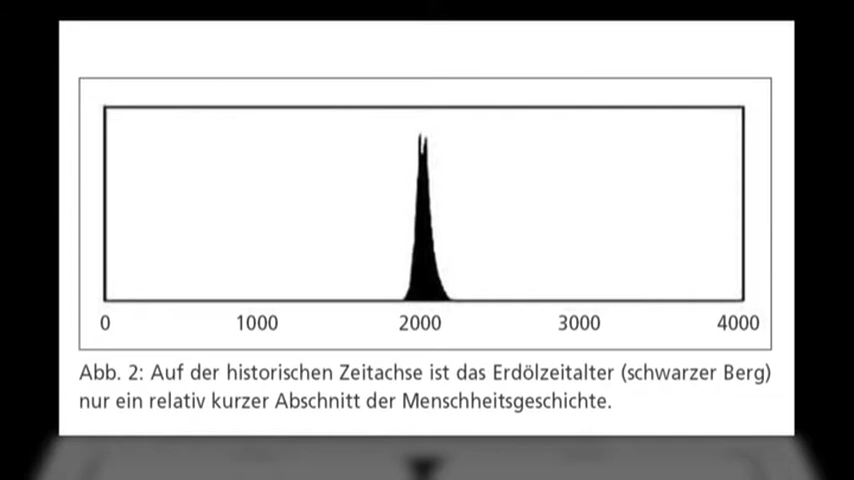 0 1000 2000 3000 4000
Abb. 2: Auf der historischen Zeitachse ist das Erdölzeitalter (schwarzer Berg)
nur ein relativ kurzer Abschnitt der Menschheitsgeschichte.